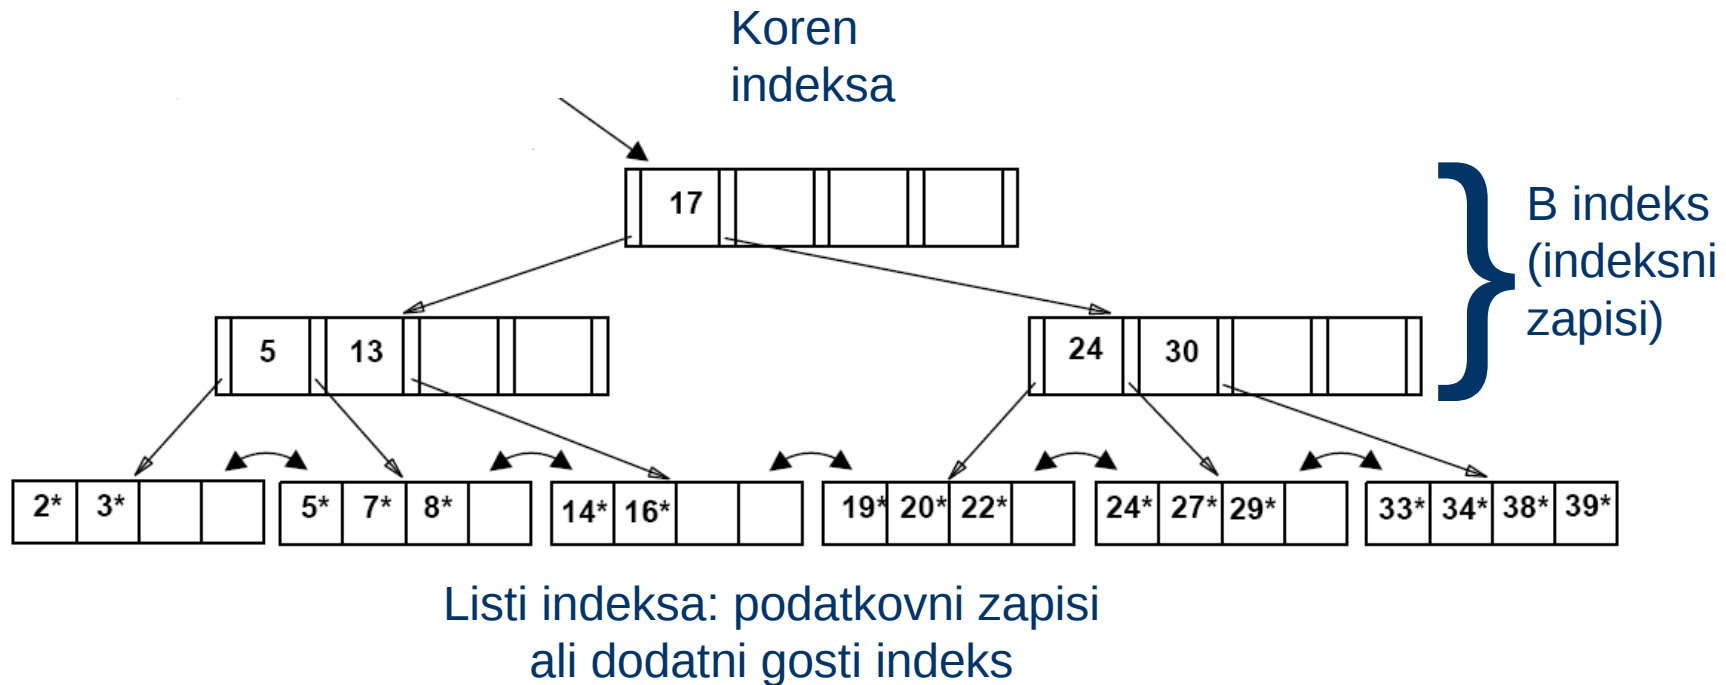 Koren
indeksa
17
B indeks
(indeksni
zapisi)
5 13
24 30
2* 3*
5* 7* 8*
14* 16*
19* 20* 22*
24* 27* 29*
33* 34* 38* 39*
Listi indeksa: podatkovni zapisi
ali dodatni gosti indeks